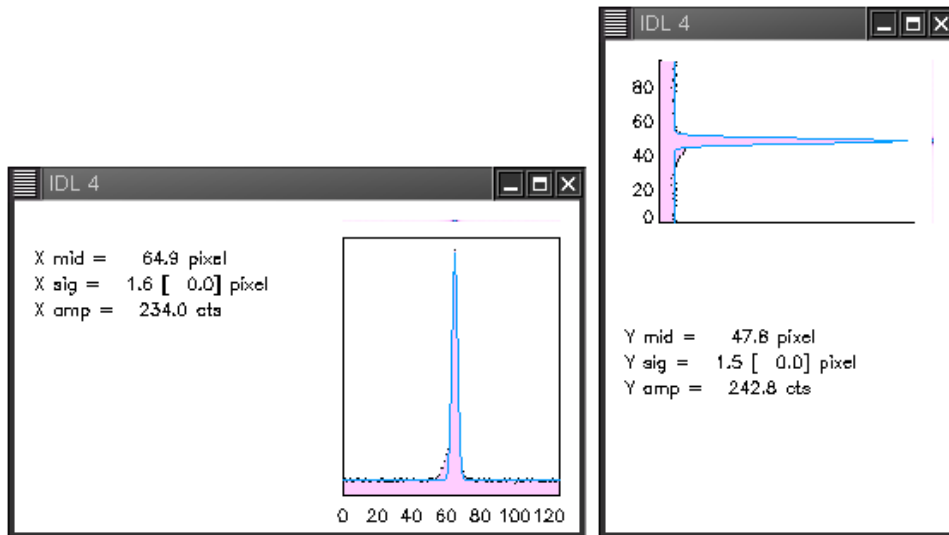 IDL 4
X mid = 64.9 pixel
X sig = 1.6 [ 0.0] pixel
X amp = 234.0 cts
0 20 40 60 80 100 120
IDL 4
80
60
40
20
0
Y mid = 47.8 pixel
Y sig = 1.5 [ 0.0] pixel
Y amp = 242.8 cts